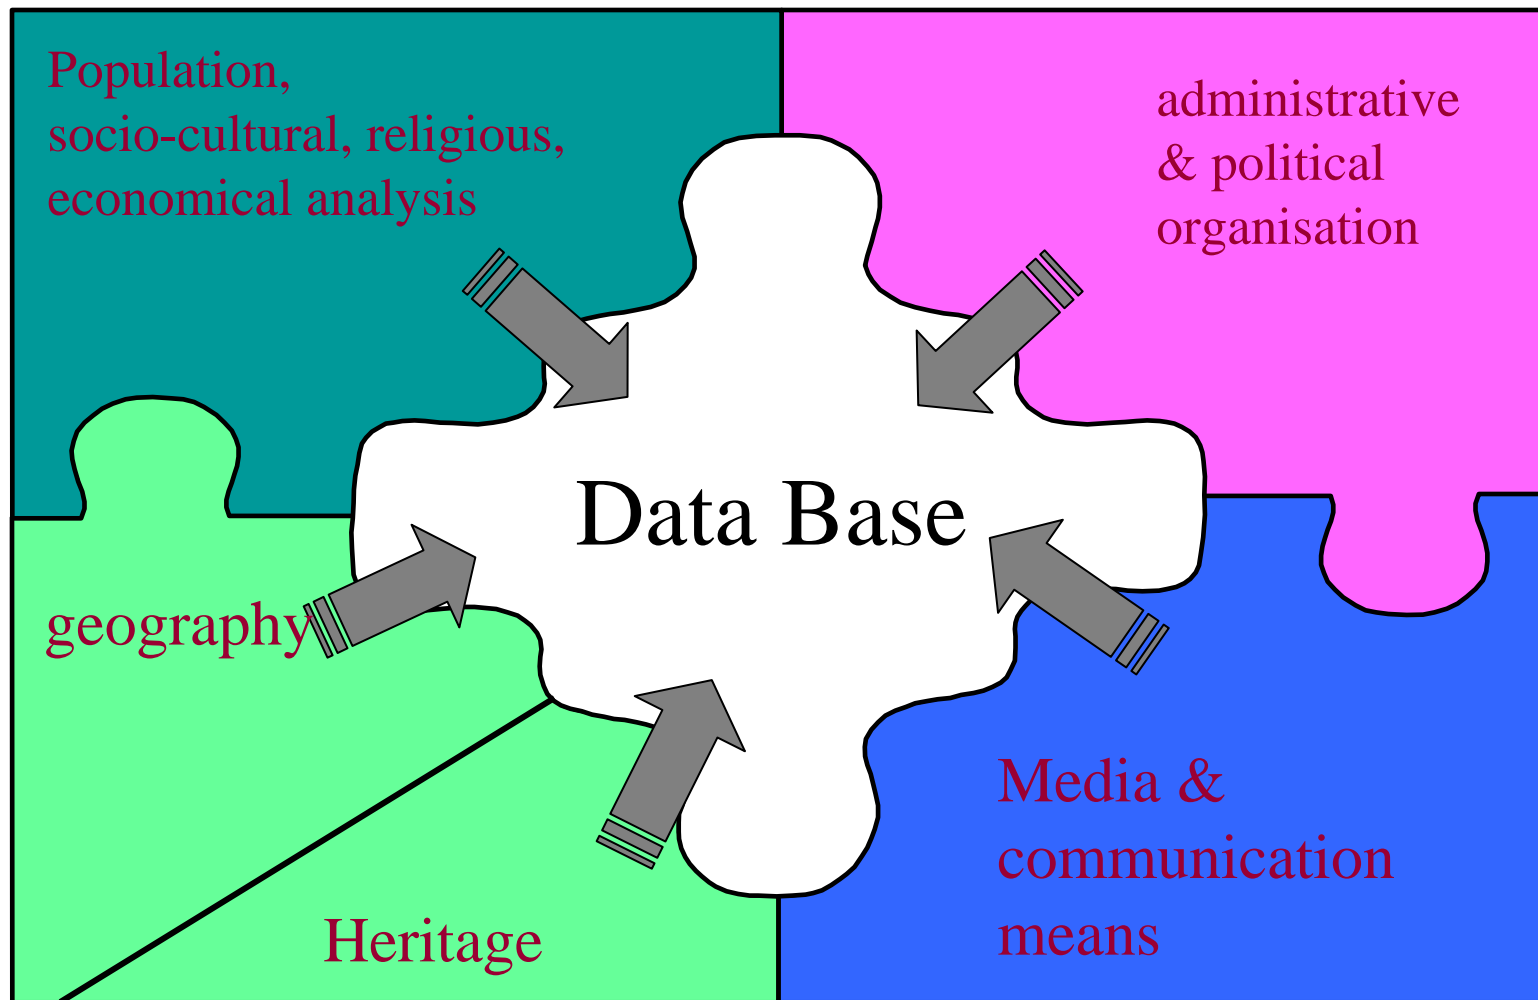 Population,
socio-cultural, religious,
economical analysis
administrative
& political
organisation
Data Base
geography
Media &
communication
means
Heritage